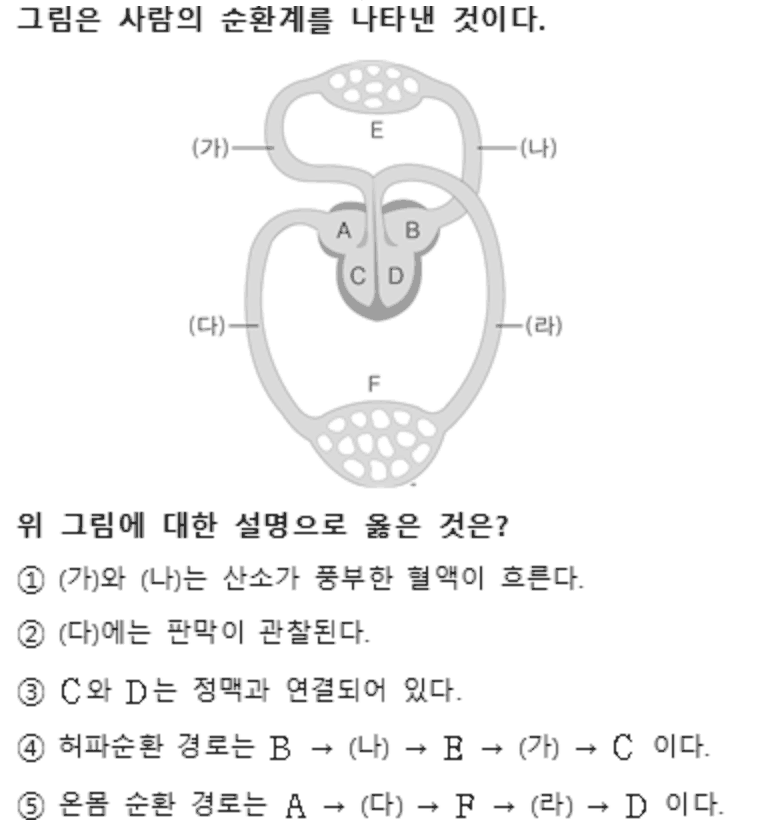 그림은 사람의 순환계를 나타낸 것이다.
E
(가)
(나)
A
B
C
D
(다)
(라)
F
위 그림에 대한 설명으로 옳은 것은?
① (가)와 (나)는 산소가 풍부한 혈액이 흐른다.
② (다)에는 판막이 관찰된다.
③ C와 D는 정맥과 연결되어 있다.
④ 허파순환 경로는 B → (나) → E → (가) → C 이다.
⑤ 온몸 순환 경로는 A → (다) → F → (라) → D 이다.